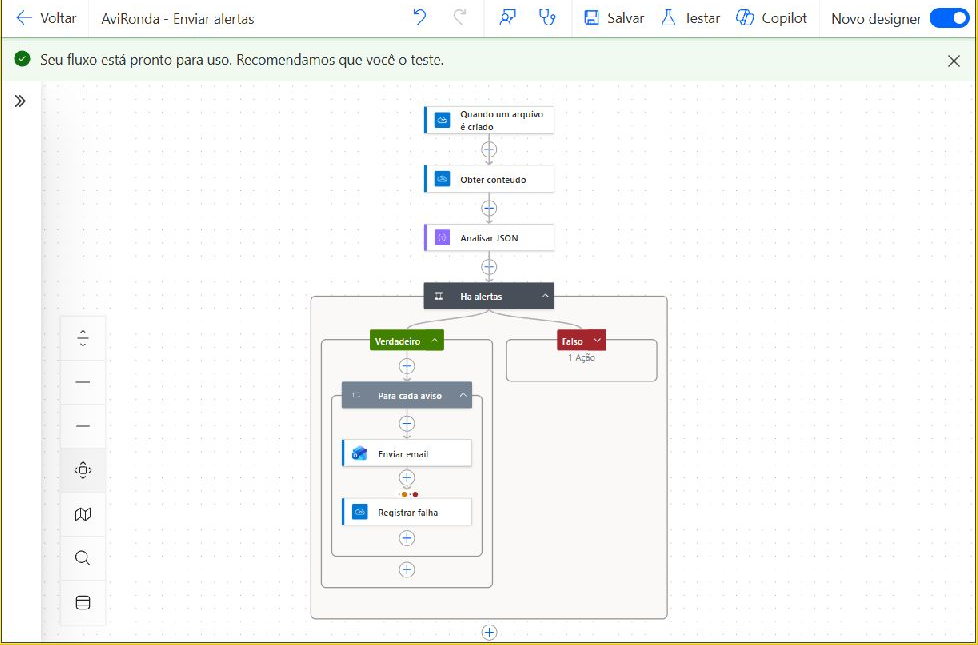 Voltar
AviRonda - Enviar alertas
Salvar
Testar
Copilot
Novo designer
Seu fluxo está pronto para uso. Recomendamos que você o teste.
Quando um arquivo
é criado
Obter conteúdo
Analisar JSON
Ha alertas
Verdadeiro
Falso
1 Ação
Para cada aviso
Enviar email
Registrar falha